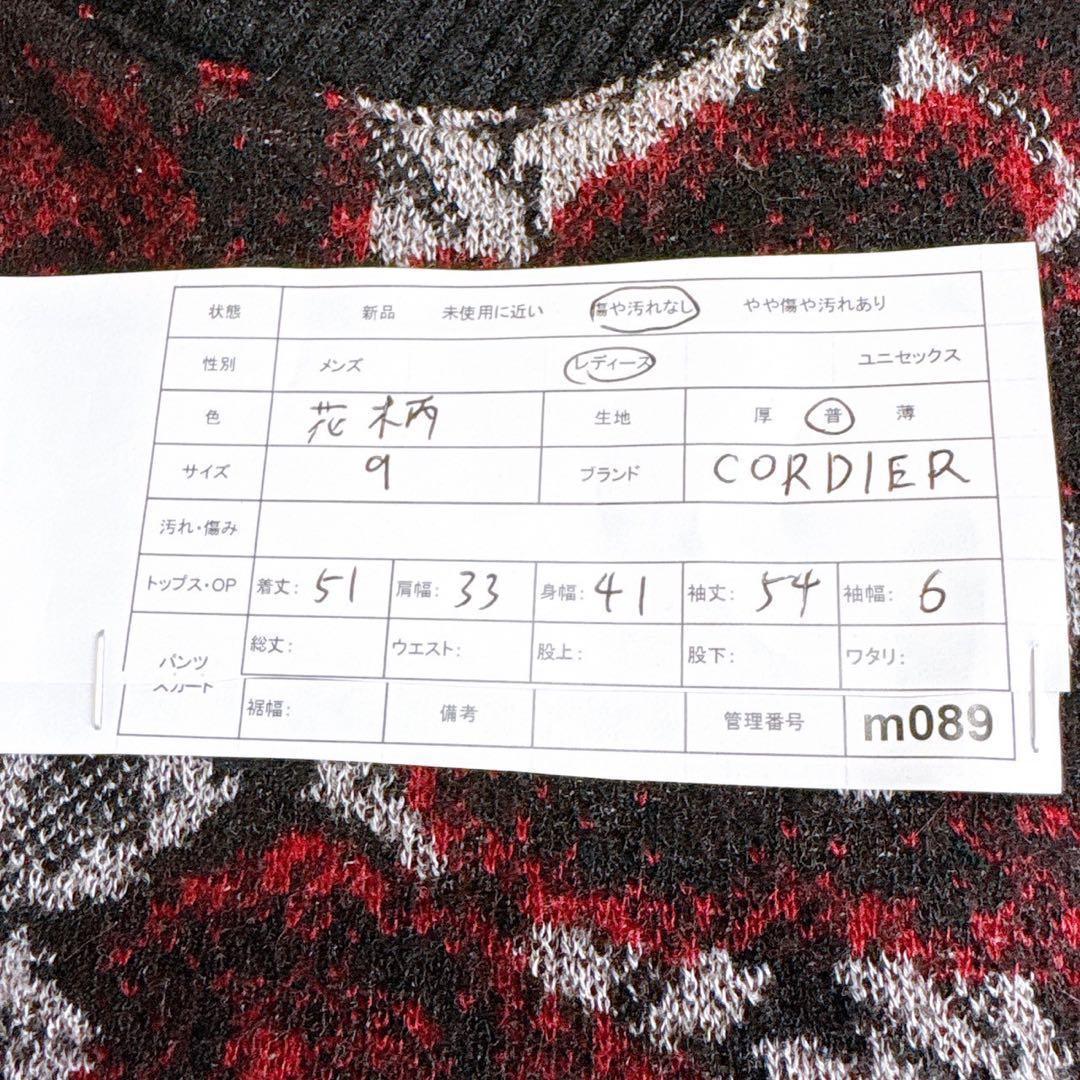 状態 新品 未使用に近い 傷や汚れなし やや傷や汚れあり
性別 メンズ レディース ユニセックス
色 花柄 生地 厚 普 薄
サイズ 9 ブランド CORDIER
汚れ・傷み
トップス・OP 着丈: 51 肩幅: 33 身幅: 41 袖丈: 54 袖幅: 6
パンツ スカート 総丈: ウエスト: 股上: 股下: ワタリ:
裾幅: 備考 管理番号 m089